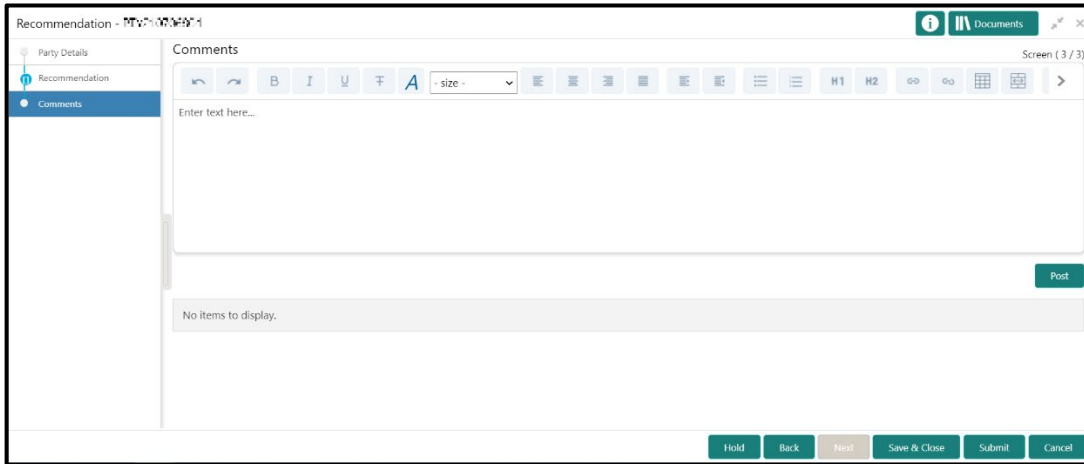 Recommendation -
Documents
Party Details
Recommendation
Comments
Comments
Screen ( 3 / 3)
B I U T A - size - H1 H2
Enter text here...
Post
No items to display.
Hold Back Next Save & Close Submit Cancel